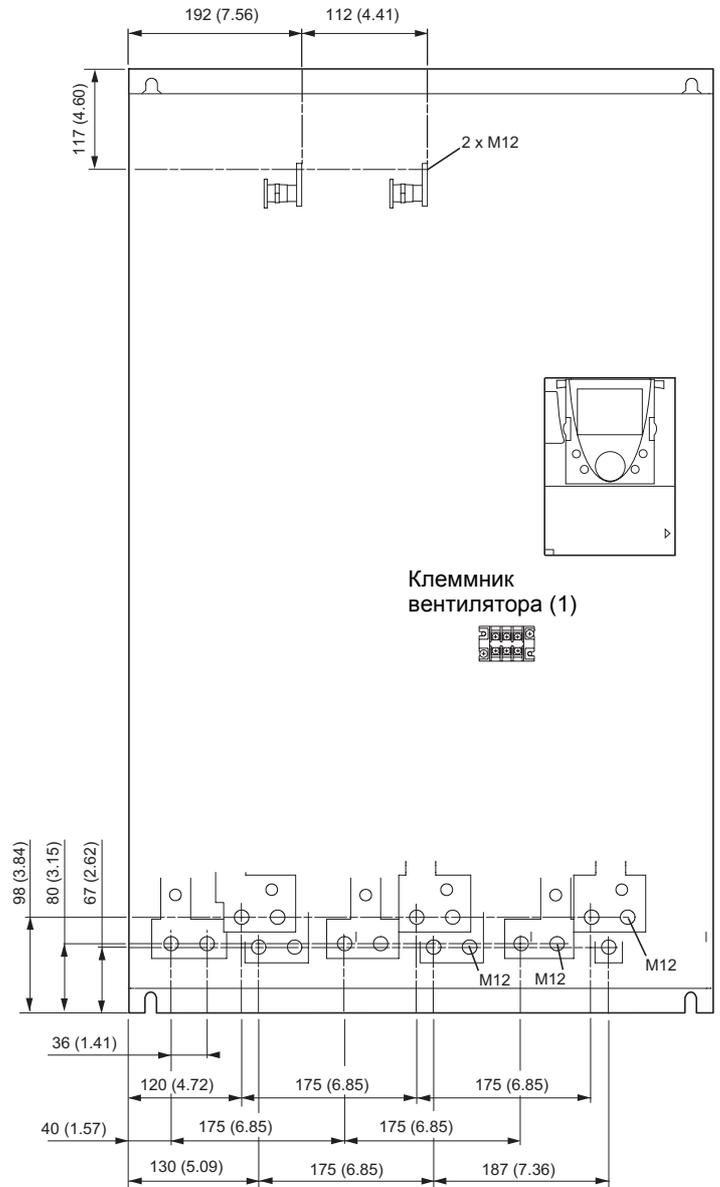 192 (7.56)
112 (4.41)
117 (4.60)
2 x M12
Клеммник
вентилятора (1)
98 (3.84)
80 (3.15)
67 (2.62)
M12
M12
M12
36 (1.41)
120 (4.72)
175 (6.85)
175 (6.85)
40 (1.57)
175 (6.85)
175 (6.85)
130 (5.09)
175 (6.85)
187 (7.36)